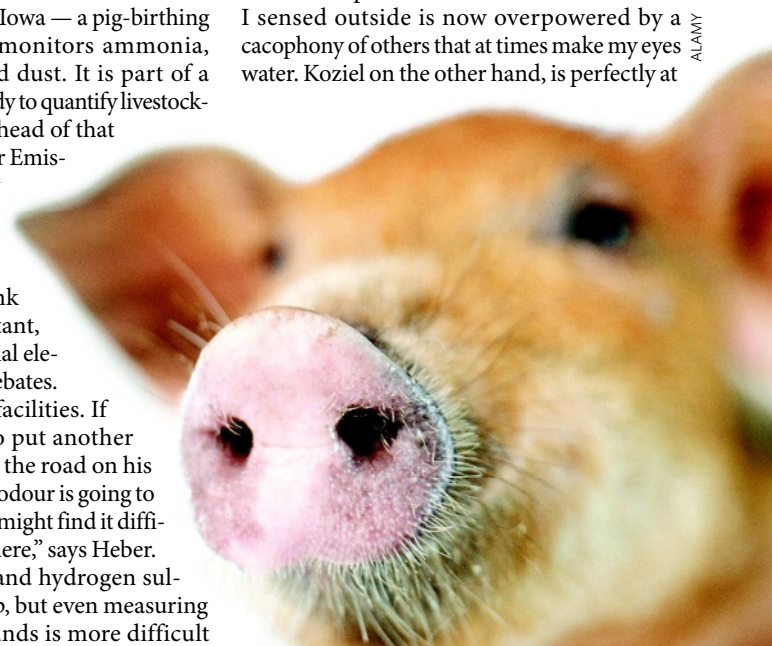 Iowa — a pig-birthing
monitors ammonia,
d dust. It is part of a
dy to quantify livestock-
head of that
r Emis-
nk
tant,
al ele-
ebates.
facilities. If
o put another
the road on his
odour is going to
might find it diffi-
ere,” says Heber.
and hydrogen sul-
o, but even measuring
unds is more difficult
I sensed outside is now overpowered by a
cacophony of others that at times make my eyes
water. Koziel on the other hand, is perfectly at
ALAMY